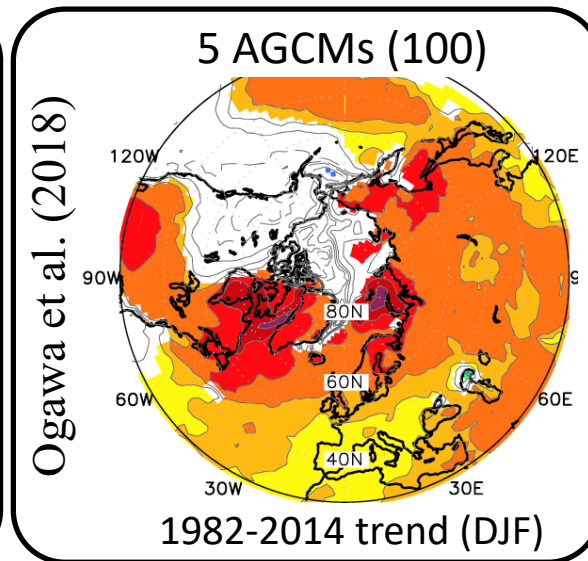 5 AGCMs (100)
Ogawa et al. (2018)
120W
120E
90W
9
80N
60N
60W
60E
40N
30W
30E
1982-2014 trend (DJF)